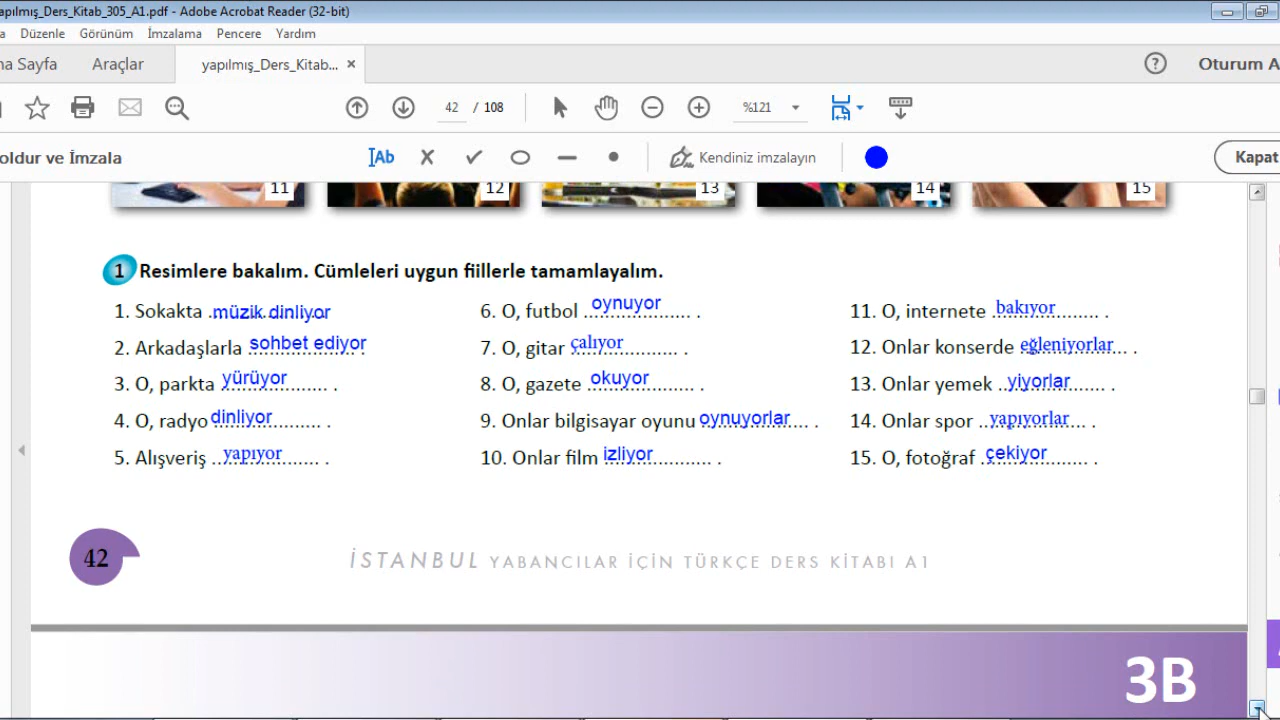 apılmış_Ders_Kitab_305_A1.pdf - Adobe Acrobat Reader (32-bit)
a Düzenle Görünüm İmzalama Pencere Yardım
na Sayfa Araçlar yapılmış_Ders_Kitab... × ? Oturum A
42 / 108 %121
oldur ve İmzala Ab Kendiniz imzalayın Kapat
11 12 13 14 15
1 Resimlere bakalım. Cümleleri uygun fiillerle tamamlayalım.
1. Sokakta müzik dinliyor
2. Arkadaşlarla sohbet ediyor .
3. O, parkta yürüyor .
4. O, radyo dinliyor .
5. Alışveriş yapıyor .
6. O, futbol oynuyor .
7. O, gitar çalıyor .
8. O, gazete okuyor .
9. Onlar bilgisayar oyunu oynuyorlar .
10. Onlar film izliyor .
11. O, internete bakıyor .
12. Onlar konserde eğleniyorlar .
13. Onlar yemek yiyorlar .
14. Onlar spor yapıyorlar .
15. O, fotoğraf çekiyor .
42 İSTANBUL YABANCILAR İÇİN TÜRKÇE DERS KİTABI A1
3B